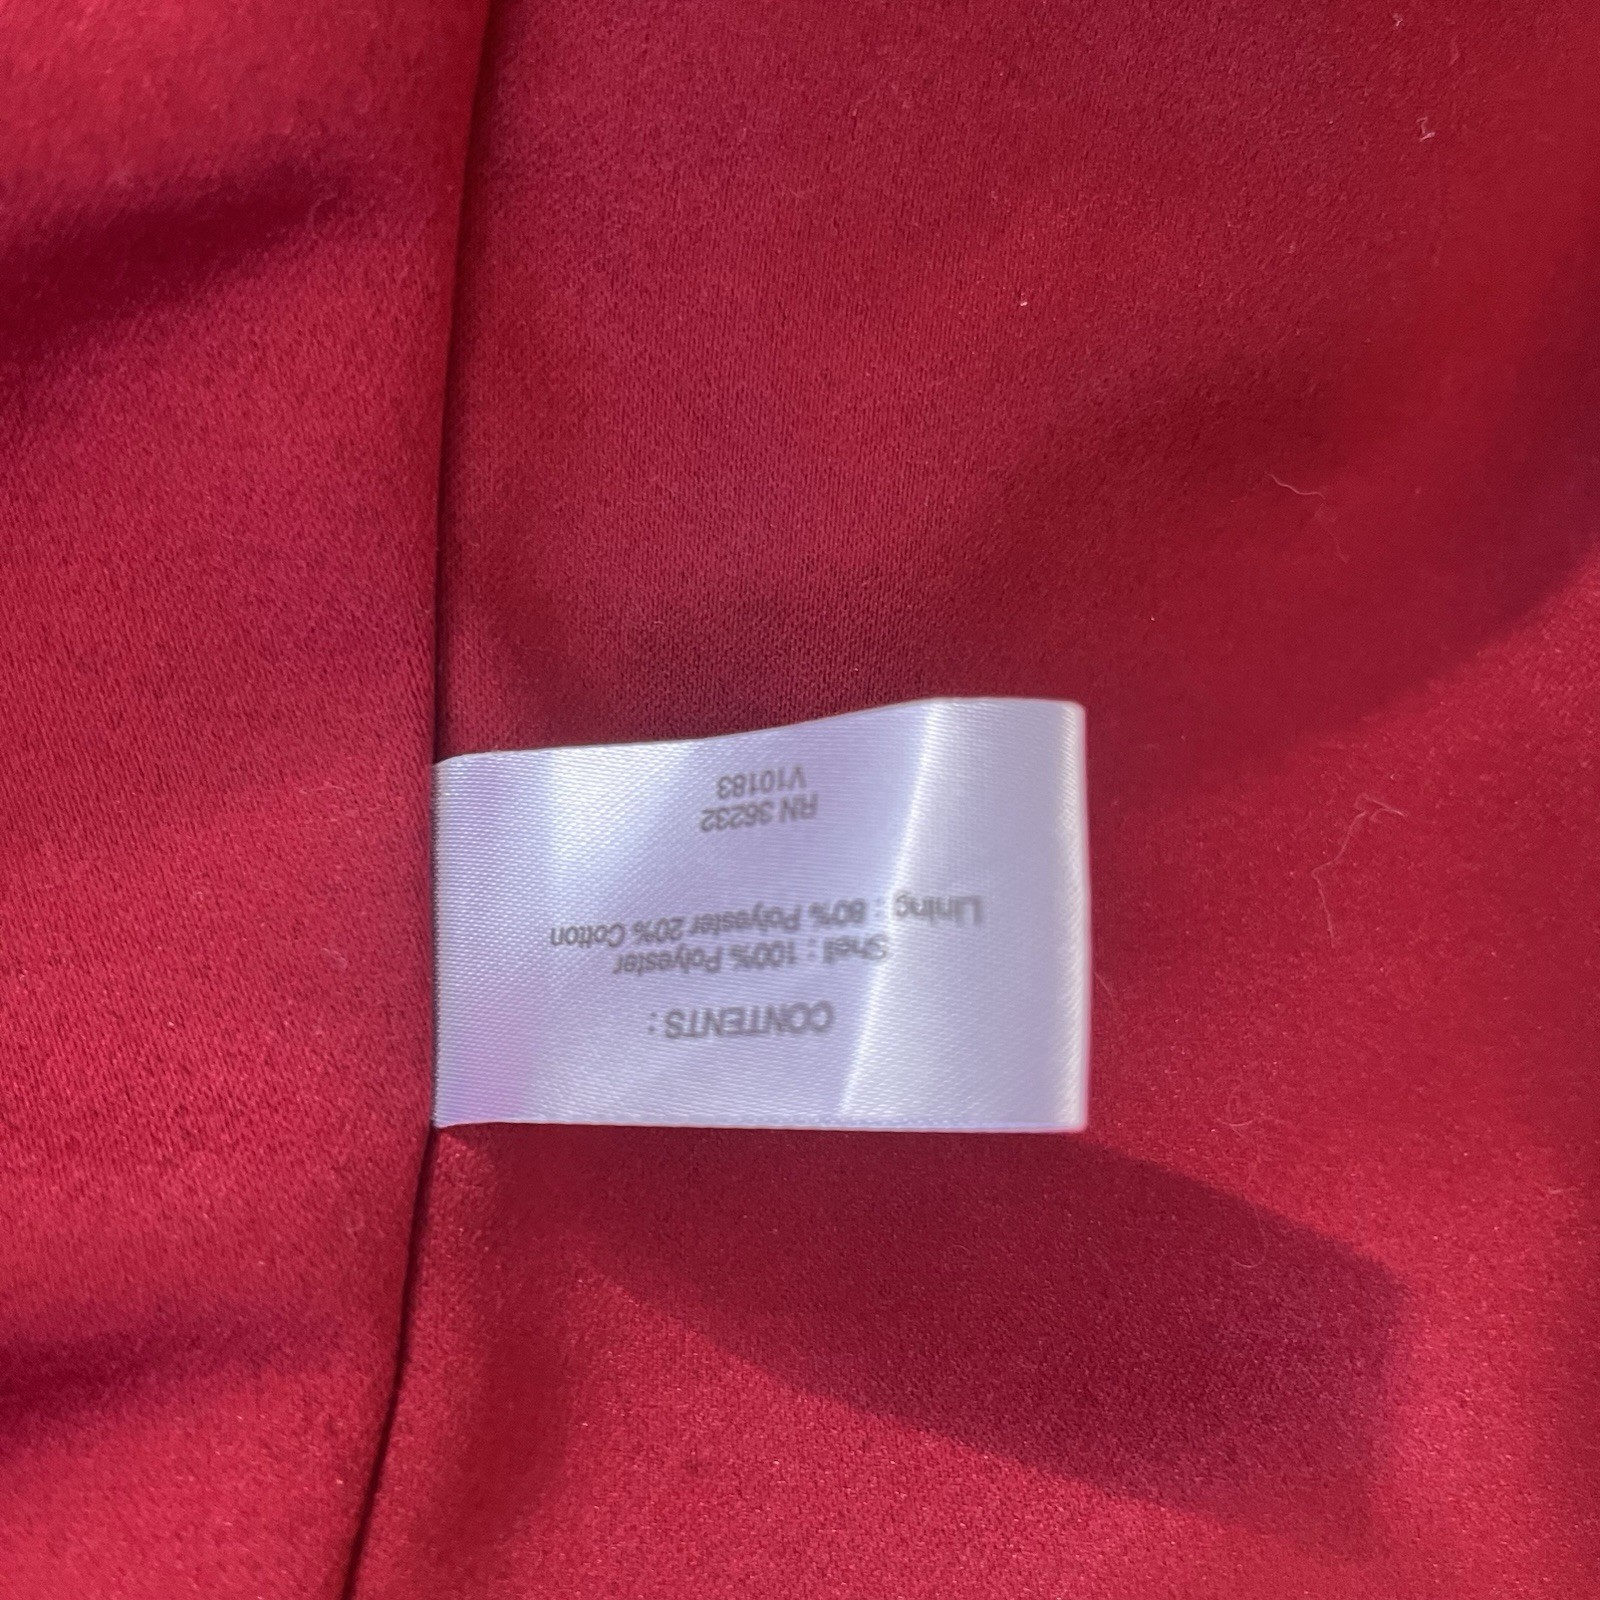 CONTENTS :
Shell : 100% Polyester
Lining : 80% Polyester 20% Cotton
RN 36232
V10183